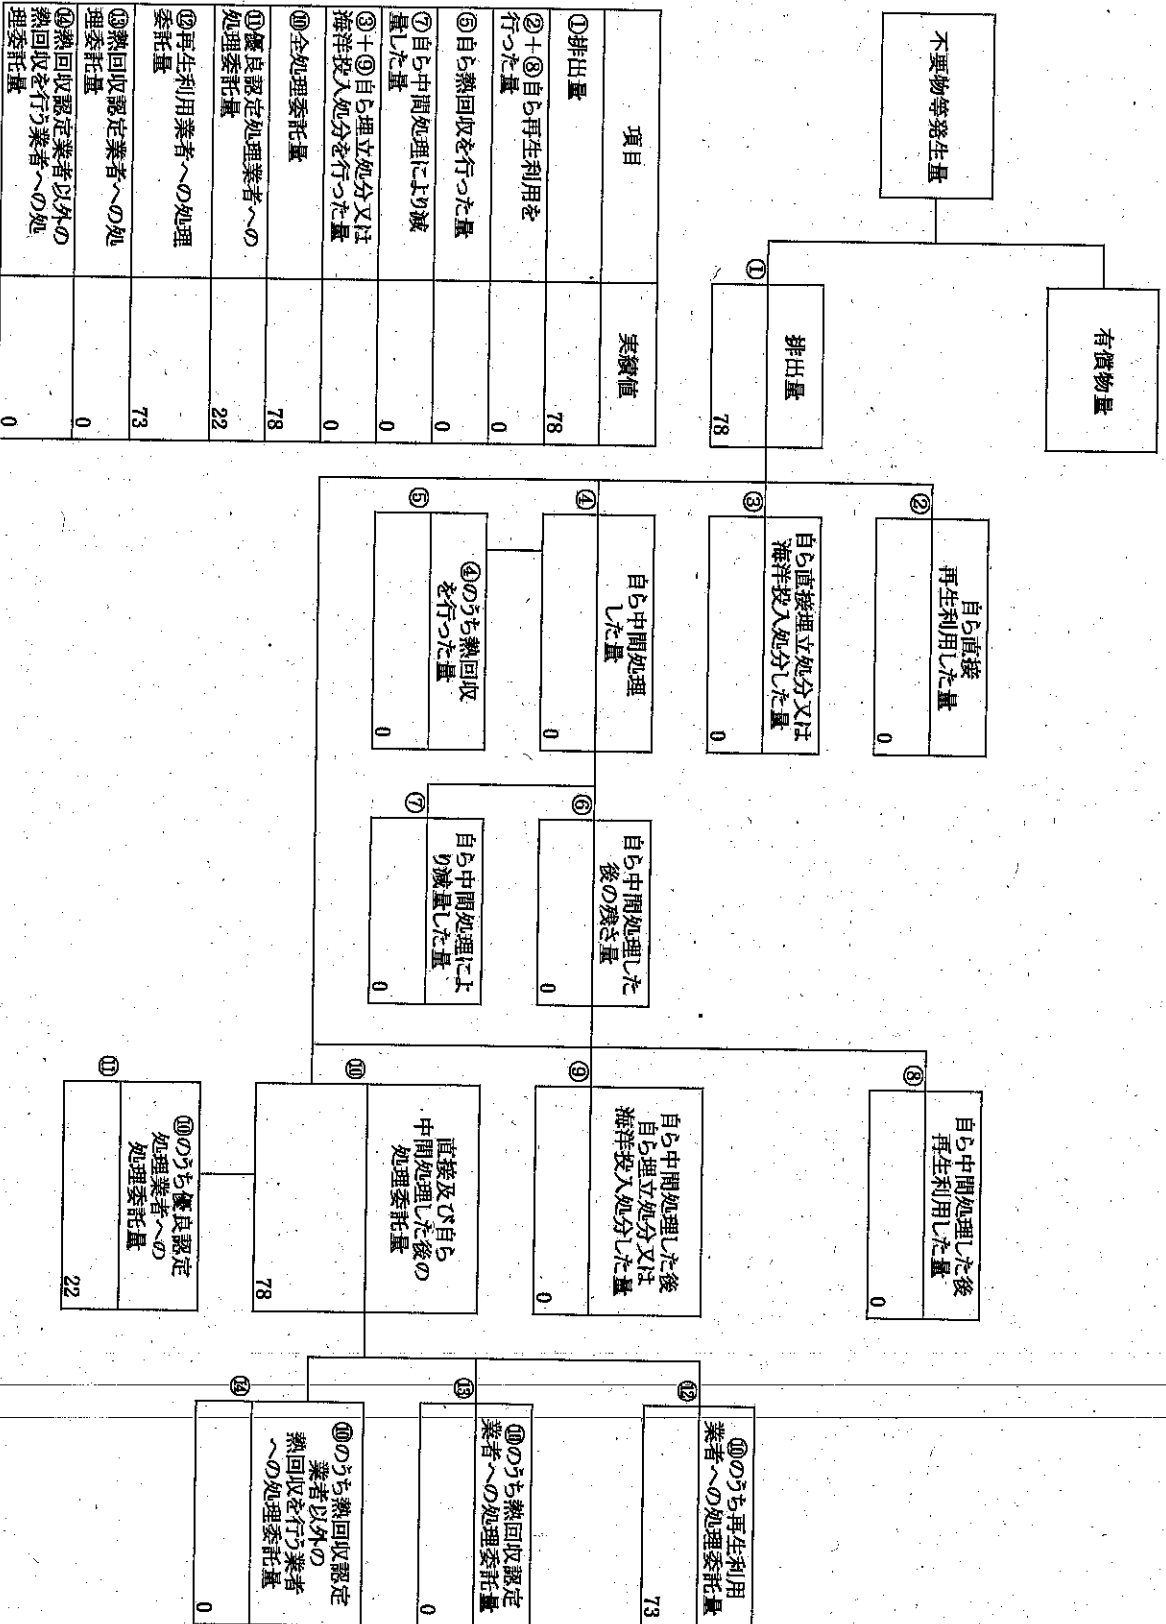 不要物等発生量
有償物量
①
排出量
78
②
自ら直接
再生利用した量
0
③
自ら直接埋立処分又は
海洋投入処分した量
0
④
自ら中間処理
した量
0
⑤
④のうち熱回収
を行った量
0
⑥
自ら中間処理した
後の残さ量
0
⑦
自ら中間処理によ
り減量した量
0
⑧
自ら中間処理した後
再生利用した量
0
⑨
自ら中間処理した後
自ら埋立処分又は
海洋投入処分した量
0
⑩
直接及び自ら
中間処理した後の
処理委託量
78
⑪
⑩のうち優良認定
処理業者への
処理委託量
22
⑫
⑩のうち再生利用
業者への処理委託量
73
⑬
⑩のうち熱回収認定
業者への処理委託量
0
⑭
⑩のうち熱回収認定
業者以外の
熱回収を行う業者
への処理委託量
0
項目 実績値
①排出量 78
②+⑧自ら再生利用を
行った量 0
⑤自ら熱回収を行った量 0
⑦自ら中間処理により減
量した量 0
③+⑨自ら埋立処分又は
海洋投入処分を行った量 0
⑩全処理委託量 78
⑪優良認定処理業者への
処理委託量 22
⑫再生利用業者への処理
委託量 73
⑬熱回収認定業者への処
理委託量 0
⑭熱回収認定業者以外の
熱回収を行う業者への処
理委託量 0